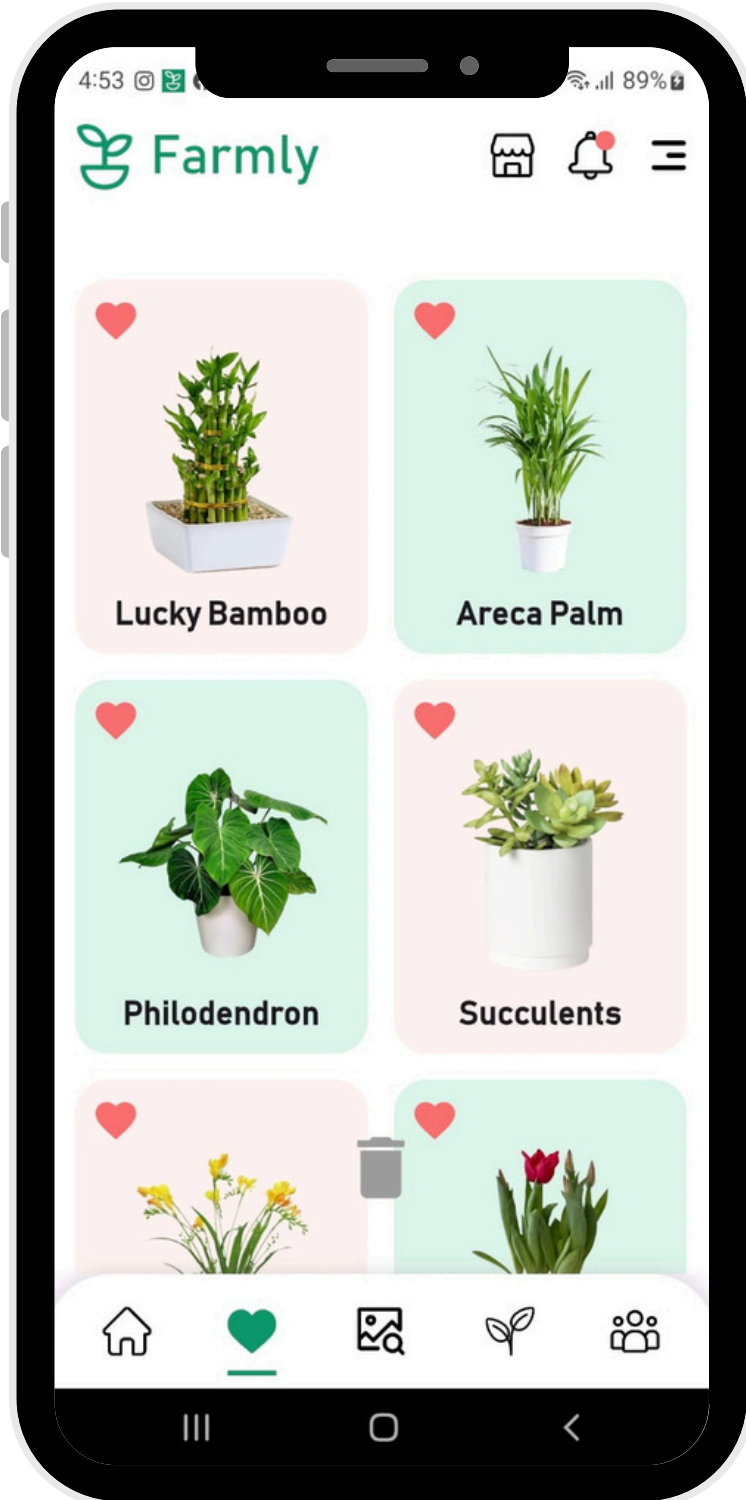 4:53
89%
Farmly
Lucky Bamboo
Areca Palm
Philodendron
Succulents